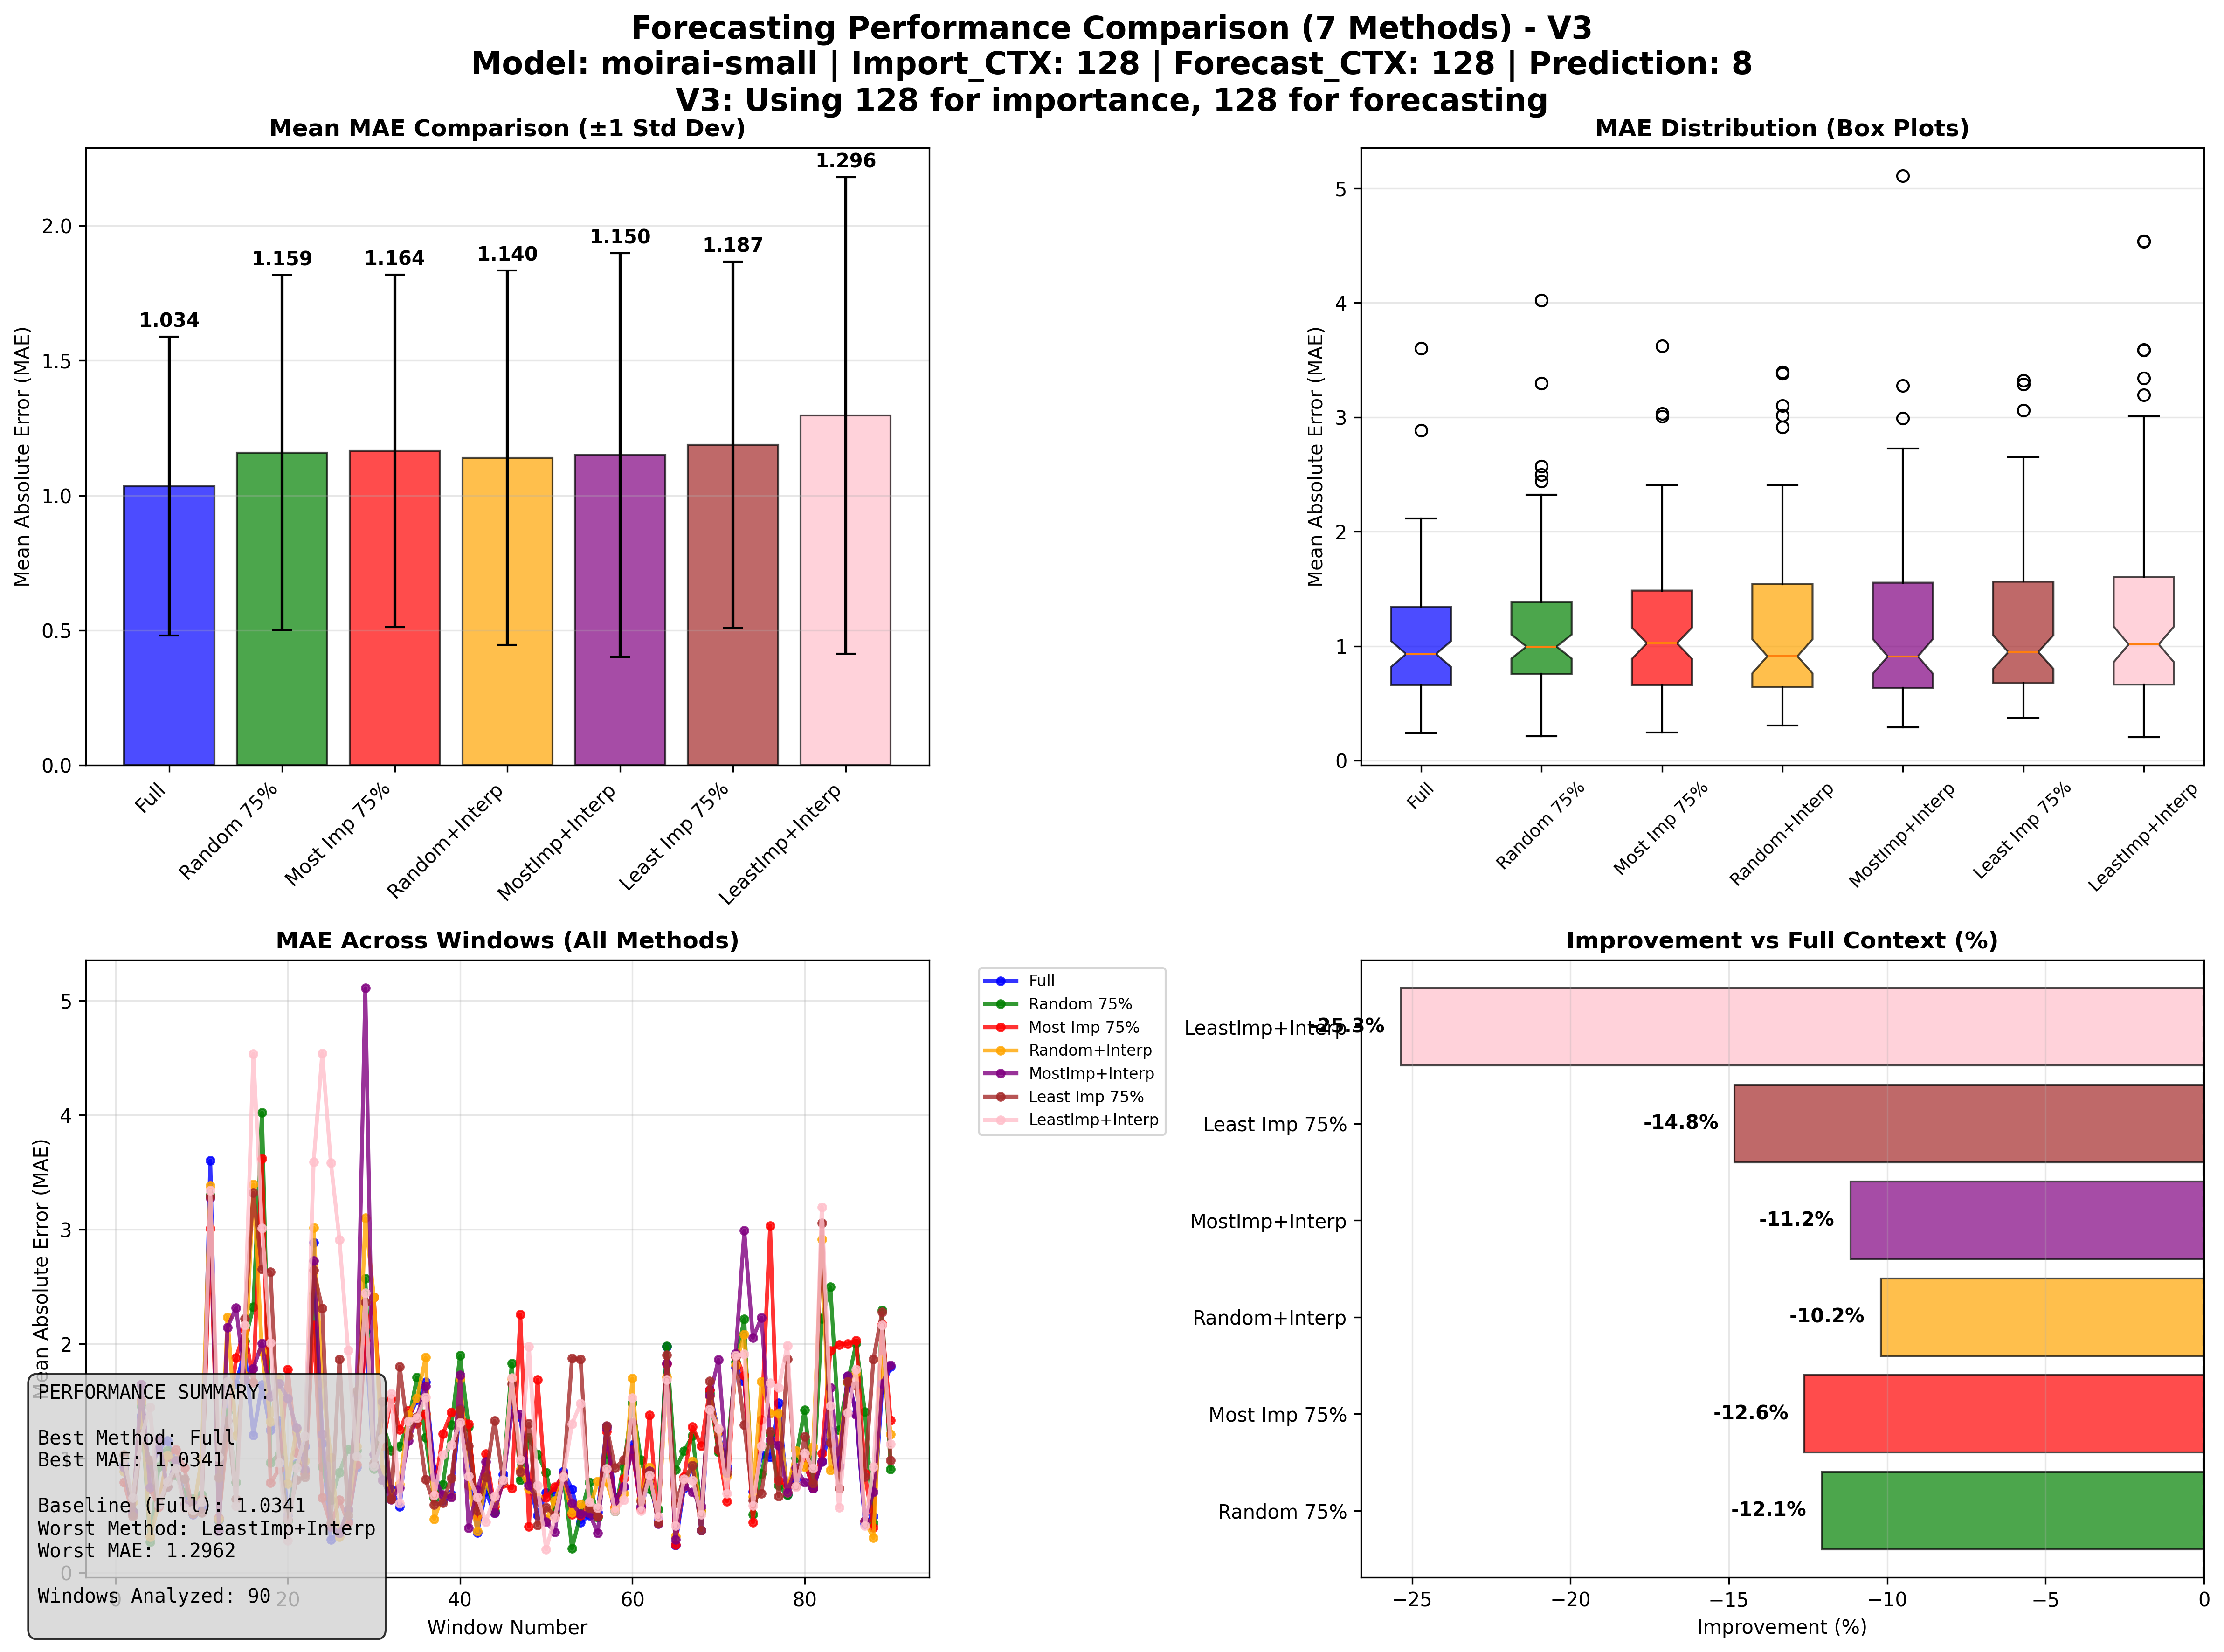 Forecasting Performance Comparison (7 Methods) - V3
Model: moirai-small | Import_CTX: 128 | Forecast_CTX: 128 | Prediction: 8
V3: Using 128 for importance, 128 for forecasting
Mean MAE Comparison (±1 Std Dev)
Mean Absolute Error (MAE)
2.0
1.5
1.0
0.5
0.0
1.034
1.159
1.164
1.140
1.150
1.187
1.296
Full
Random 75%
Most Imp 75%
Random+Interp
MostImp+Interp
Least Imp 75%
LeastImp+Interp
MAE Distribution (Box Plots)
Mean Absolute Error (MAE)
5
4
3
2
1
0
Full
Random 75%
Most Imp 75%
Random+Interp
MostImp+Interp
Least Imp 75%
LeastImp+Interp
MAE Across Windows (All Methods)
Mean Absolute Error (MAE)
5
4
3
2
0
0
20
40
60
80
Window Number
PERFORMANCE SUMMARY:
Best Method: Full
Best MAE: 1.0341
Baseline (Full): 1.0341
Worst Method: LeastImp+Interp
Worst MAE: 1.2962
Windows Analyzed: 90
Full
Random 75%
Most Imp 75%
Random+Interp
MostImp+Interp
Least Imp 75%
LeastImp+Interp
Improvement vs Full Context (%)
LeastImp+Interp
-25.3%
Least Imp 75%
-14.8%
MostImp+Interp
-11.2%
Random+Interp
-10.2%
Most Imp 75%
-12.6%
Random 75%
-12.1%
−25
−20
−15
−10
−5
0
Improvement (%)